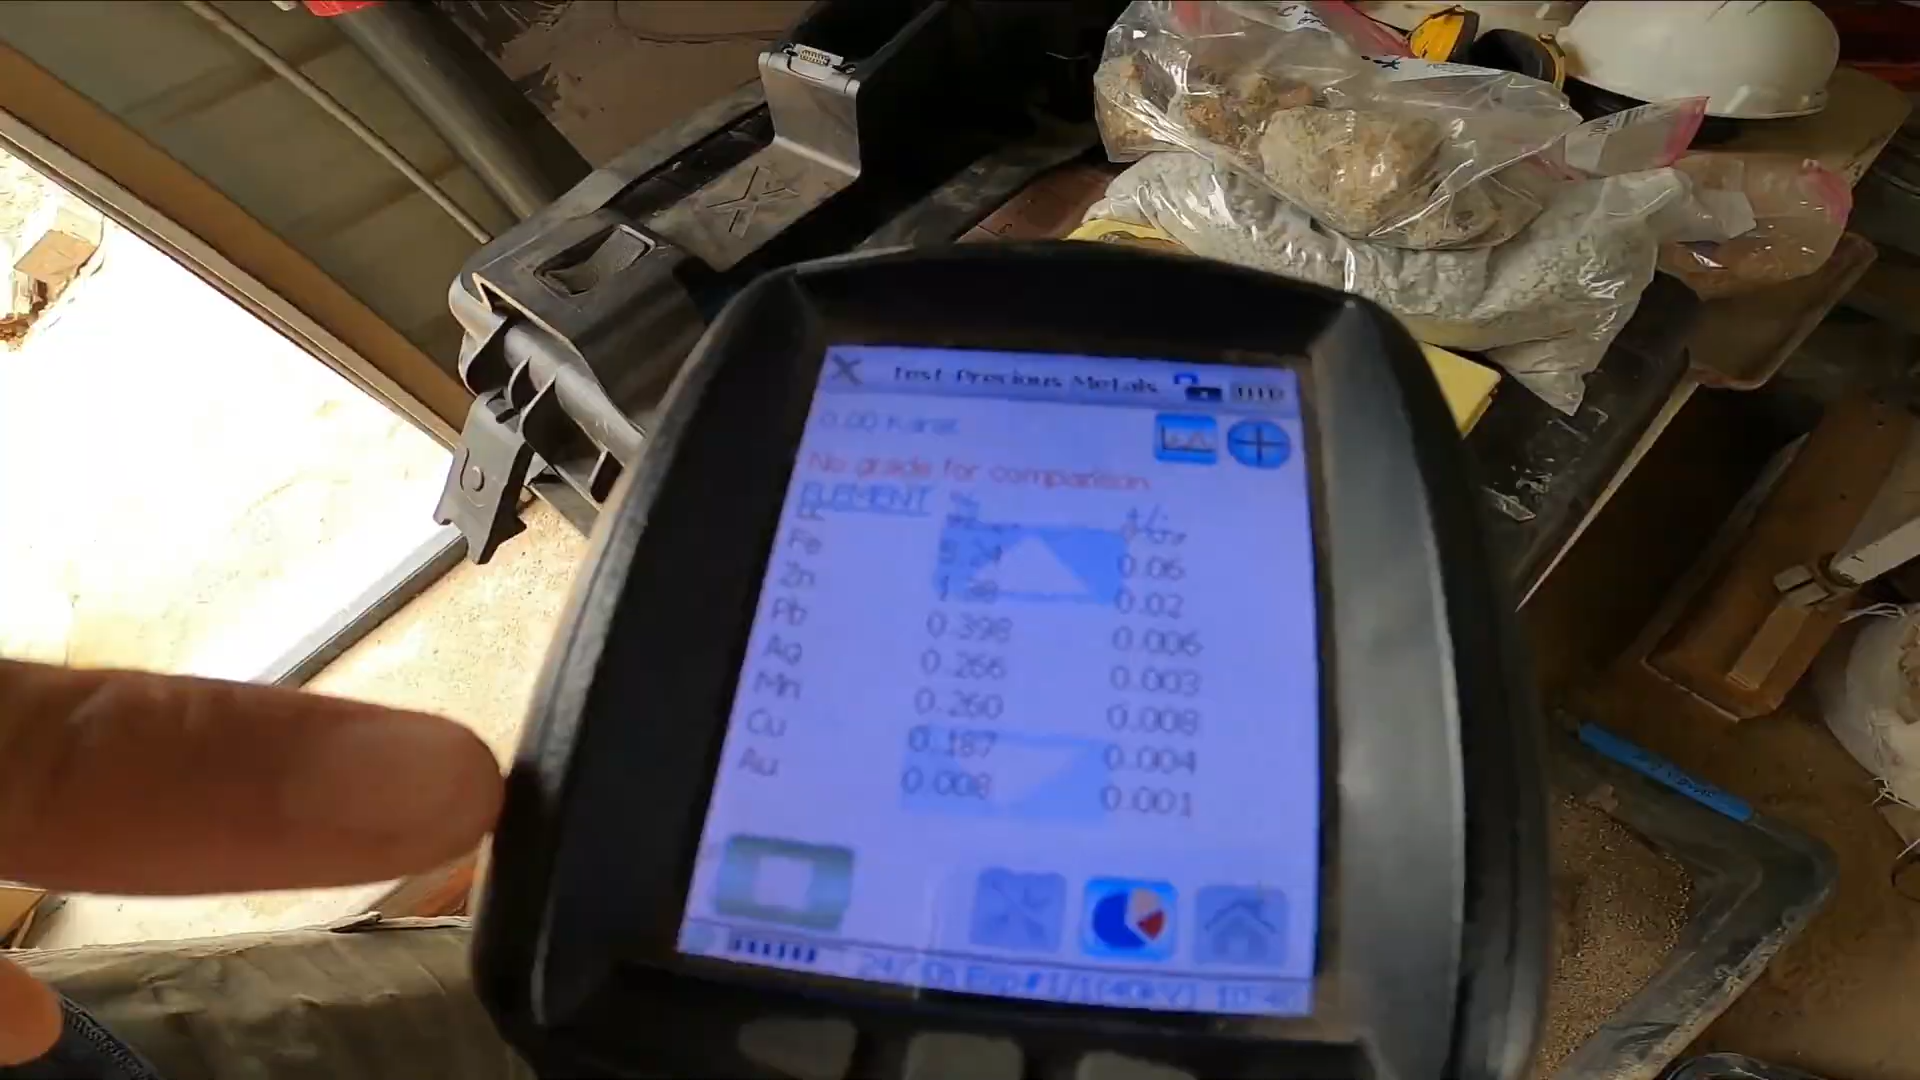 Test Precious Metals
0.00 Karat
No grade for comparison
ELEMENT % +/-
Fe 5.24 0.06
Zn 0.02
Pb 0.398 0.006
Ag 0.266 0.003
Mn 0.260 0.008
Cu 0.187 0.004
Au 0.008 0.001